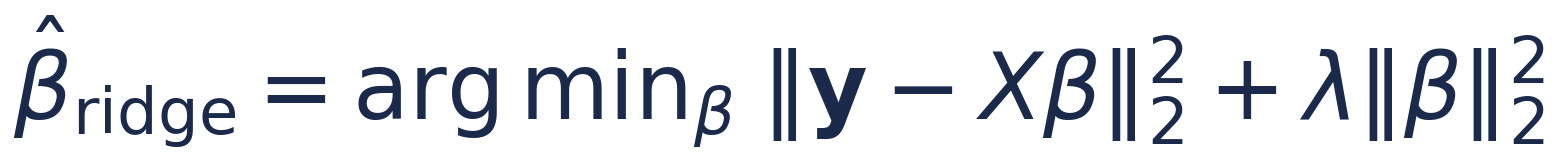 β̂_ridge = arg min_β ‖𝐲 − Xβ‖₂² + λ‖β‖₂²